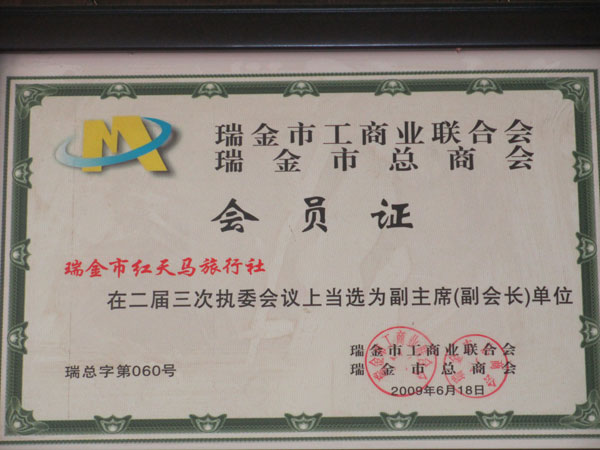 瑞金市工商业联合会
瑞金市总商会
会员证
瑞金市红天马旅行社
在二届三次执委会议上当选为副主席(副会长)单位
瑞金市工商业联合会
瑞金市总商会
瑞总字第060号
2009年6月18日